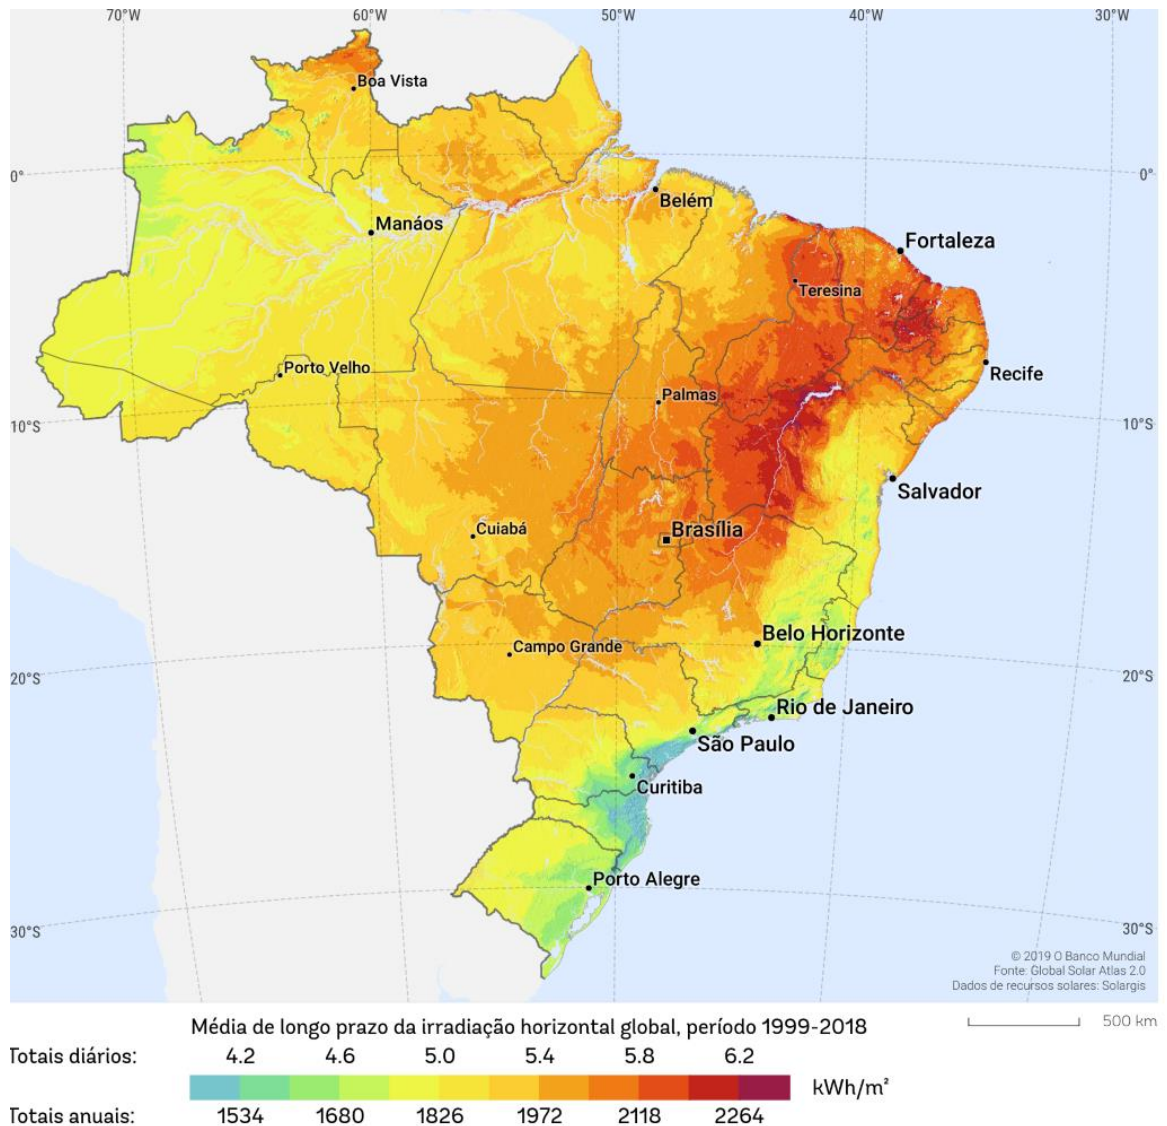 70°W 60°W 50°W 40°W 30°W
Boa Vista
0° 0°
Belém
Manáos
Fortaleza
Teresina
Porto Velho
Recife
Palmas
10°S 10°S
Salvador
Cuiabá
Brasília
Belo Horizonte
Campo Grande
20°S 20°S
Rio de Janeiro
São Paulo
Curitiba
Porto Alegre
30°S 30°S
© 2019 O Banco Mundial
Fonte: Global Solar Atlas 2.0
Dados de recursos solares: Solargis
Média de longo prazo da irradiação horizontal global, período 1999-2018
500 km
Totais diários: 4.2 4.6 5.0 5.4 5.8 6.2
kWh/m²
Totais anuais: 1534 1680 1826 1972 2118 2264